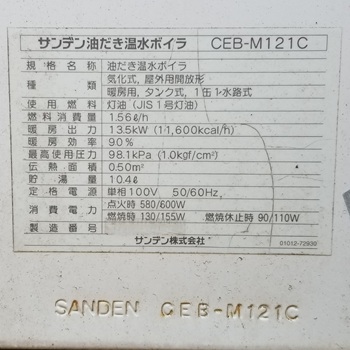 サンデン油だき温水ボイラ CEB-M121C
規格名称 油だき温水ボイラ
種類 気化式, 屋外用開放形
暖房用, タンク式, 1缶1水路式
使用燃料 灯油 (JIS1号灯油)
燃料消費量 1.56ℓ/h
暖房出力 13.5kW (11,600kcal/h)
暖房効率 90%
最高使用圧力 98.1kPa (1.0kgf/cm²)
伝熱面積 0.50m²
貯湯量 10.4ℓ
定格電源 単相100V 50/60Hz
消費電力 点火時 580/600W
燃焼時 130/155W 燃焼休止時 90/110W
製造番号 サンデン株式会社 01012-72930
SANDEN CEB-M121C